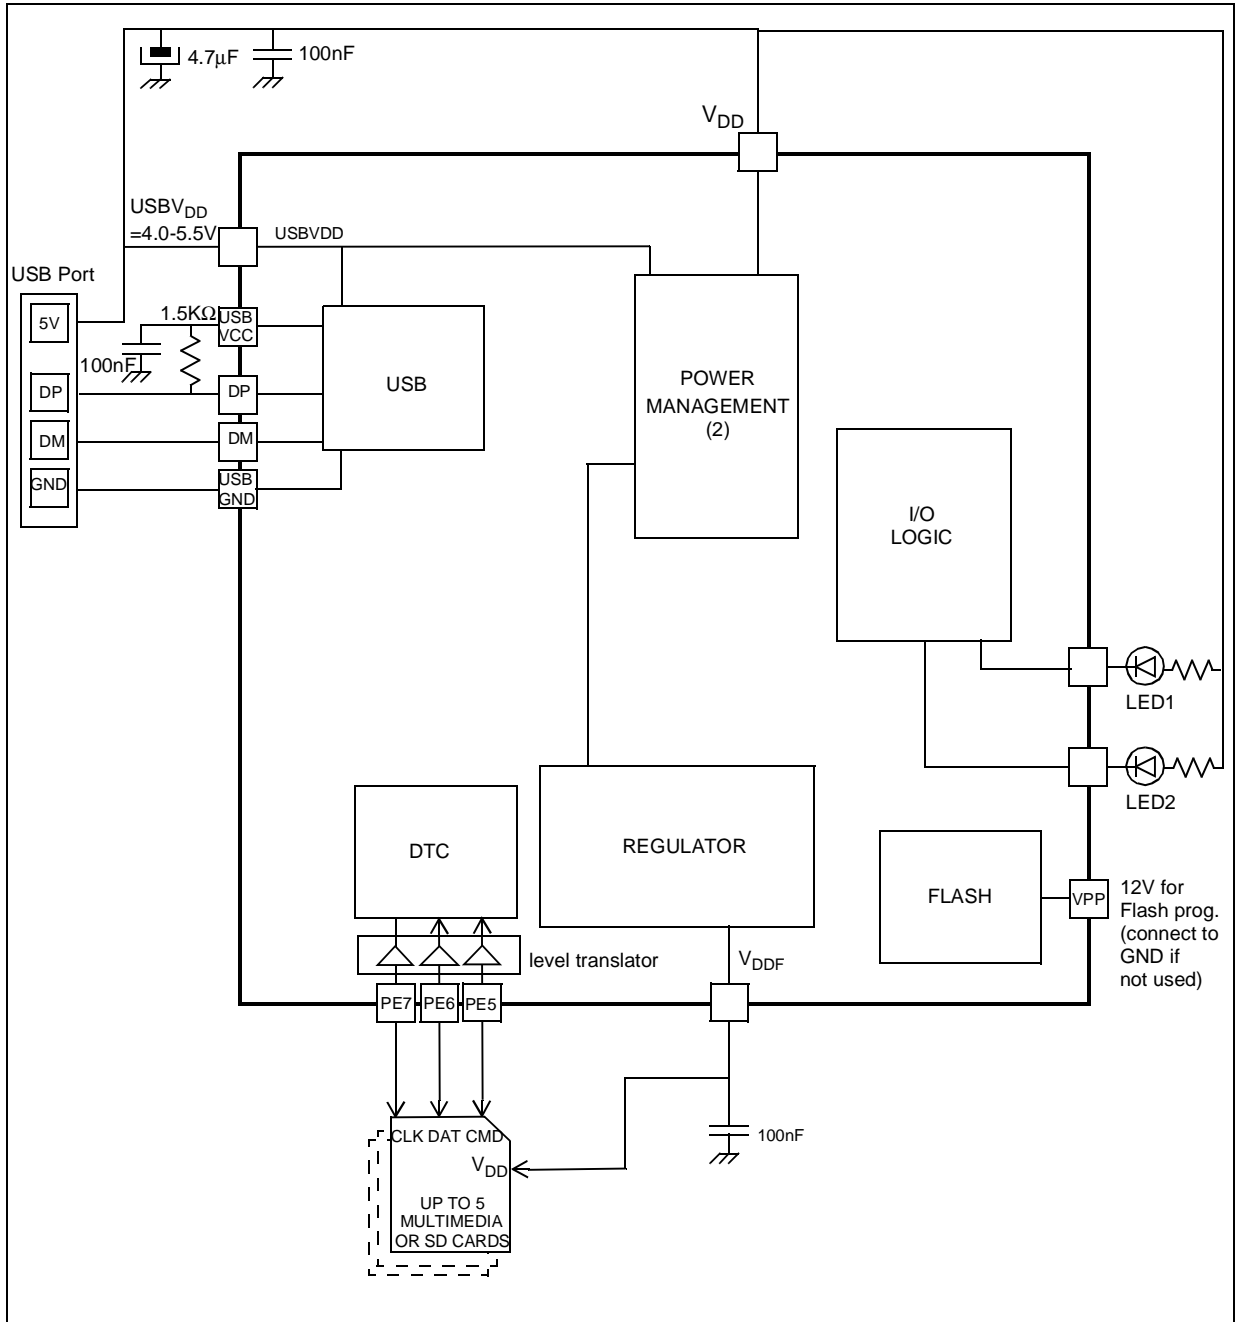 4.7μF
100nF
VDD
USBVDD
=4.0-5.5V
USBVDD
USB Port
5V
1.5KΩ
USB
VCC
100nF
DP
DP
DM
DM
GND
USB
GND
USB
POWER
MANAGEMENT
(2)
I/O
LOGIC
LED1
LED2
DTC
REGULATOR
FLASH
VPP
12V for
Flash prog.
(connect to
GND if
not used)
level translator
VDDF
PE7
PE6
PE5
CLK DAT CMD
VDD
UP TO 5
MULTIMEDIA
OR SD CARDS
100nF